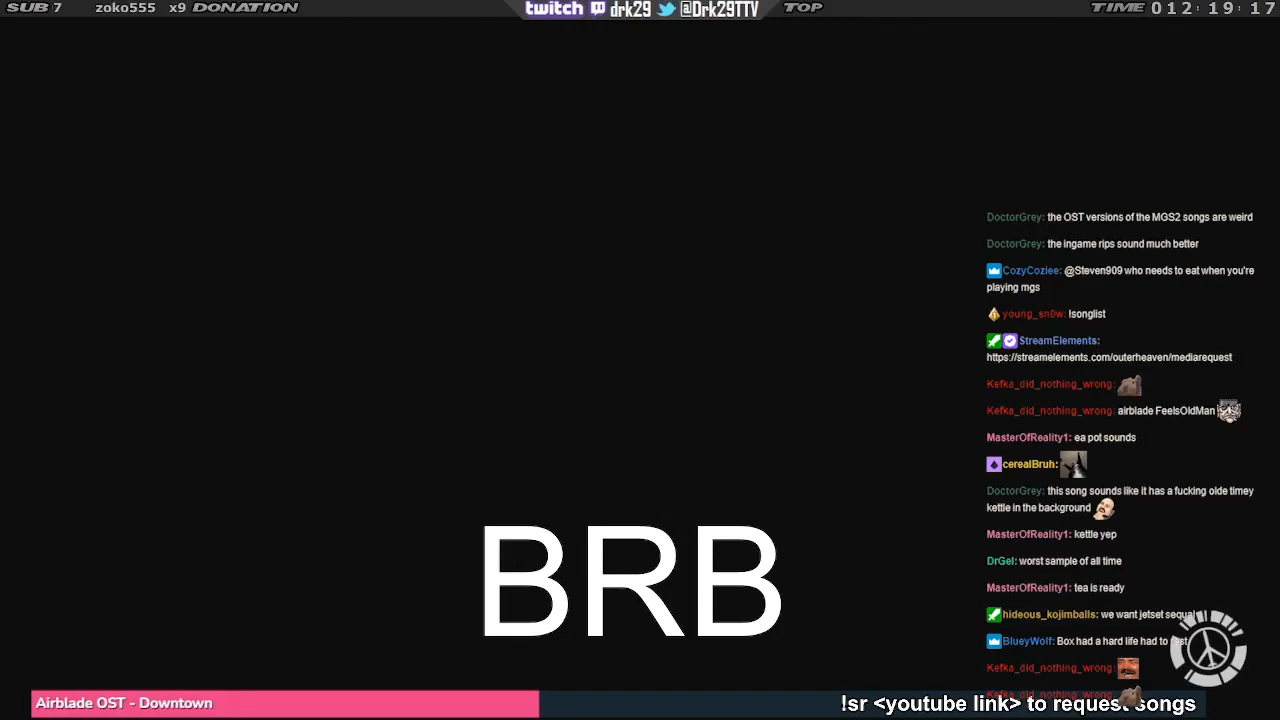 SUB 7 zoko555 x9 DONATION twitch drk29 @Drk29TTV TOP TIME 012:19:17
DoctorGrey: the OST versions of the MGS2 songs are weird
DoctorGrey: the ingame rips sound much better
CozyCoziee: @Steven909 who needs to eat when you're
playing mgs
young_sn0w: !songlist
StreamElements:
https://streamelements.com/outerheaven/mediarequest
Kefka_did_nothing_wrong:
Kefka_did_nothing_wrong: airblade FeelsOldMan
MasterOfReality1: ea pot sounds
cerealBruh:
DoctorGrey: this song sounds like it has a fucking olde timey
kettle in the background
MasterOfReality1: kettle yep
DrGel: worst sample of all time
MasterOfReality1: tea is ready
hideous_kojimballs: we want jetset
BlueyWolf: Box had a hard life had to
Kefka_did_nothing_wrong:
Kefka_did_nothing_wrong:
BRB
Airblade OST - Downtown
!sr <youtube link> to request songs